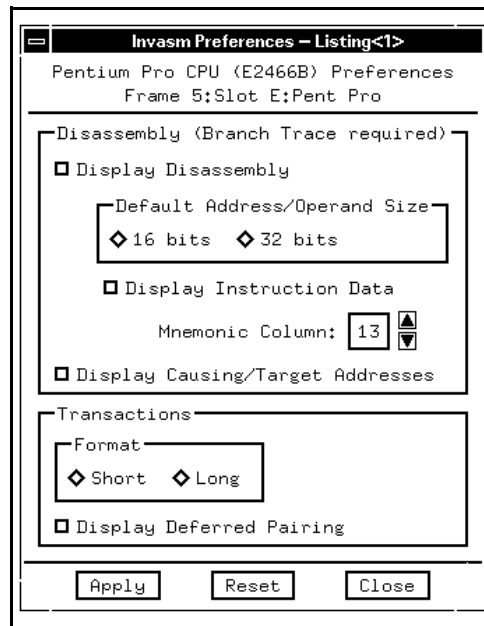 Invasm Preferences – Listing<1>
Pentium Pro CPU (E2466B) Preferences
Frame 5:Slot E:Pent Pro
Disassembly (Branch Trace required)
Display Disassembly
Default Address/Operand Size
16 bits 32 bits
Display Instruction Data
Mnemonic Column: 13
Display Causing/Target Addresses
Transactions
Format
Short Long
Display Deferred Pairing
Apply Reset Close